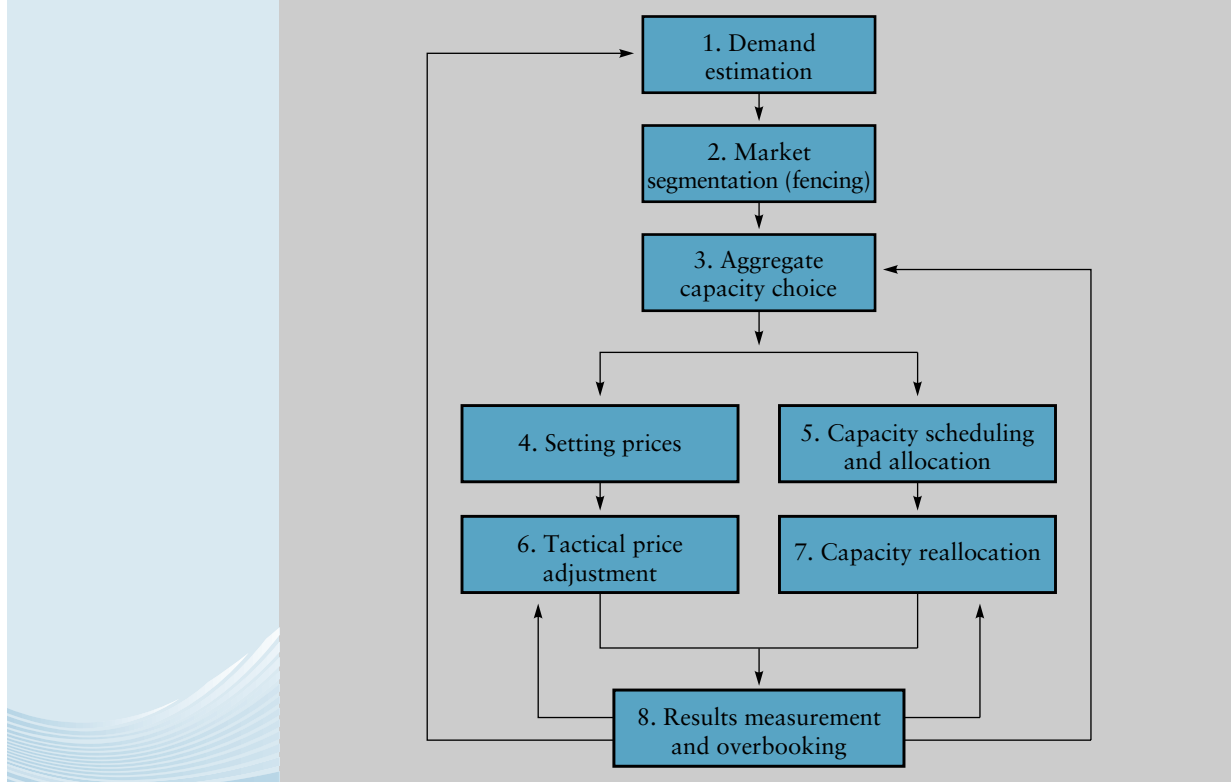 1. Demand
estimation
2. Market
segmentation (fencing)
3. Aggregate
capacity choice
4. Setting prices
5. Capacity scheduling
and allocation
6. Tactical price
adjustment
7. Capacity reallocation
8. Results measurement
and overbooking